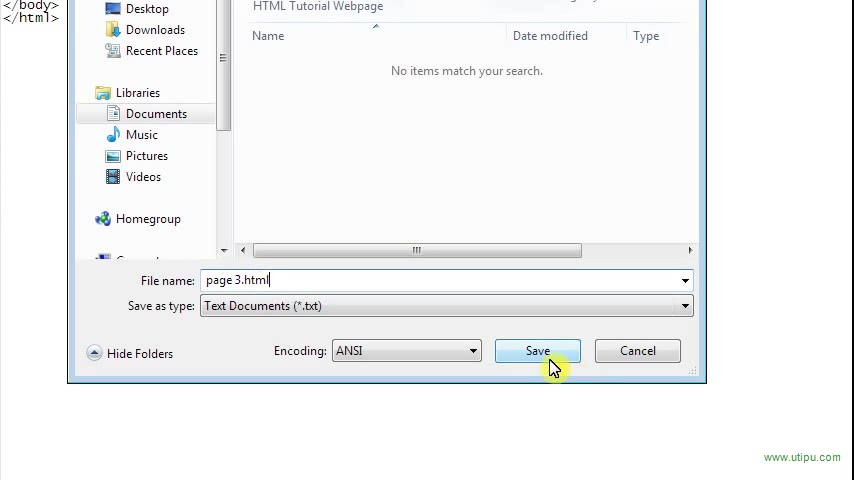 </body>
</html>
Desktop
Downloads
Recent Places
Libraries
Documents
Music
Pictures
Videos
Homegroup
HTML Tutorial Webpage
Name Date modified Type
No items match your search.
File name: page 3.html
Save as type: Text Documents (*.txt)
Hide Folders Encoding: ANSI Save Cancel
www.utipu.com